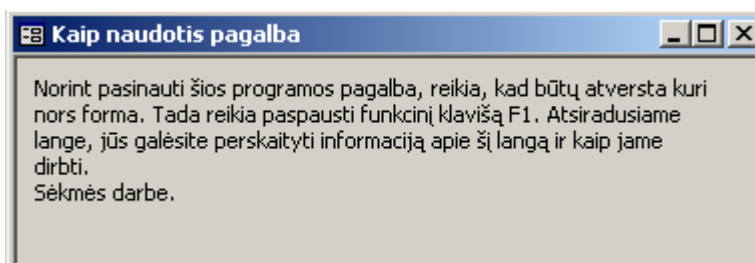 Kaip naudotis pagalba
Norint pasinauti šios programos pagalba, reikia, kad būtų atversta kuri
nors forma. Tada reikia paspausti funkcinį klavišą F1. Atsiradusiame
lange, jūs galėsite perskaityti informaciją apie šį langą ir kaip jame
dirbti.
Sėkmės darbe.